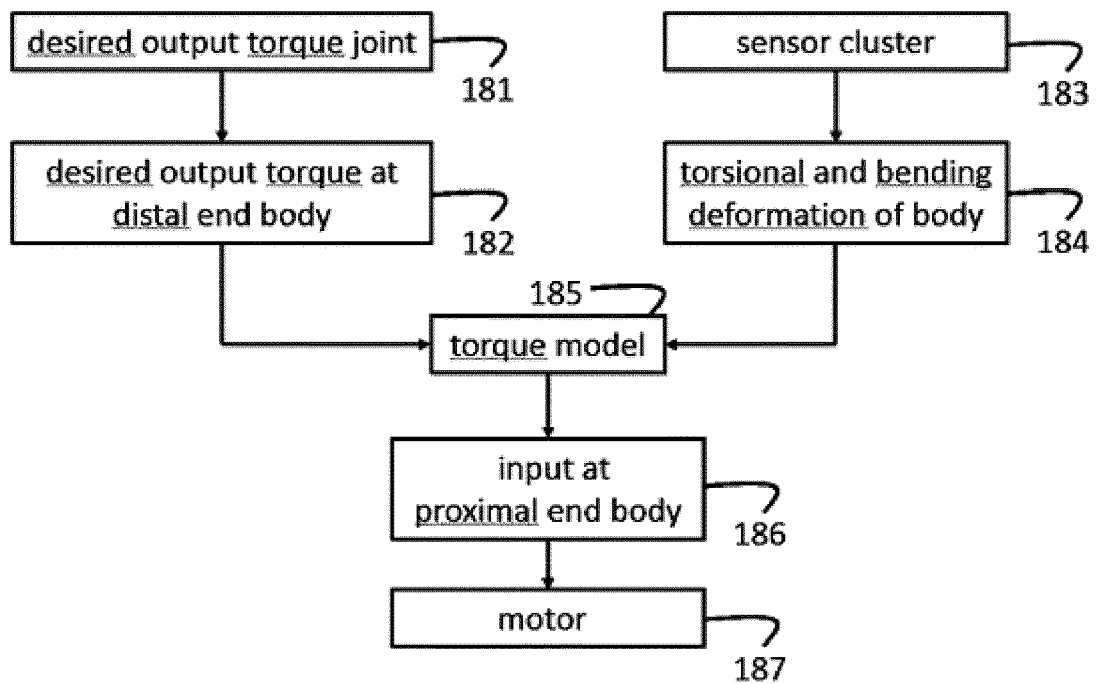 desired output torque joint
181
sensor cluster
183
desired output torque at
distal end body
182
torsional and bending
deformation of body
184
185
torque model
input at
proximal end body
186
motor
187